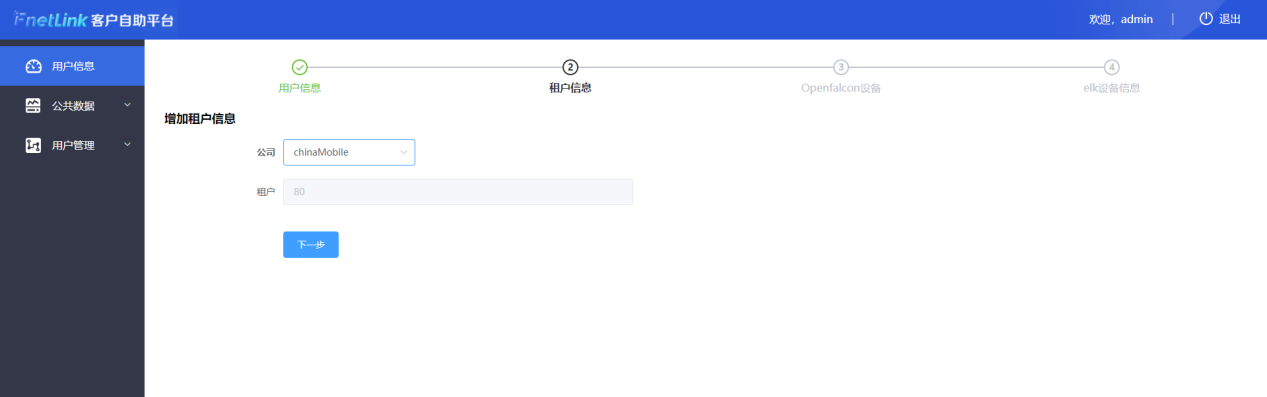 FnetLink 客户自助平台
欢迎，admin | 退出
用户信息
公共数据
用户管理
用户信息
2 租户信息
3 Openfalcon设备
4 elk设备信息
增加租户信息
公司 chinaMobile
租户 80
下一步